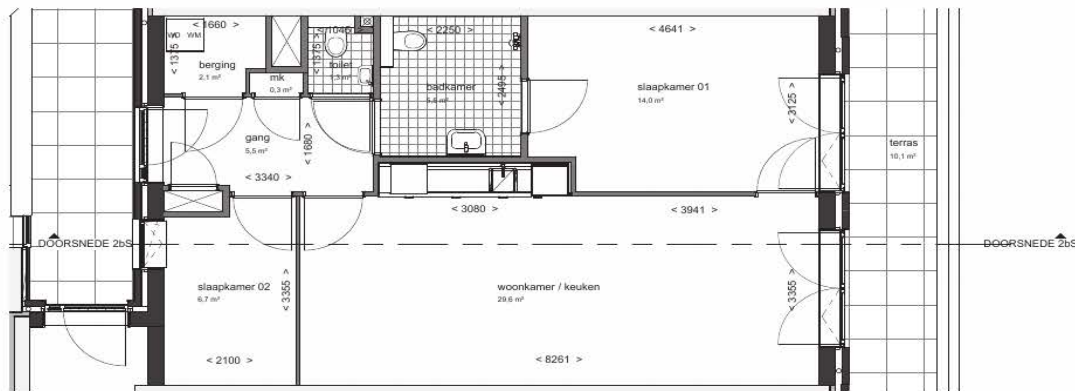 < 1660 >
< 1045 >
< 2250 >
< 4641 >
WD WM
< 1375 >
berging
2,1 m²
< 1375 >
toilet
1,3 m²
mk
0,3 m²
badkamer
5,6 m²
< 2495 >
slaapkamer 01
14,0 m²
< 3125 >
gang
5,5 m²
< 1680 >
terras
10,1 m²
< 3340 >
< 3080 >
< 3941 >
DOORSNEDE 2bS
DOORSNEDE 2bS
slaapkamer 02
6,7 m²
< 3355 >
woonkamer / keuken
29,6 m²
< 3355 >
< 2100 >
< 8261 >